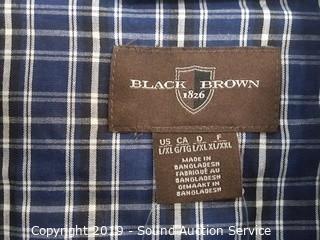 BLACK BROWN
1826
US CA D F
L/XL G/TG L/XL XL/XXL
MADE IN
BANGLADESH
FABRIQUÉ AU
BANGLADESH
GEMAAKT IN
BANGLADESH
Copyright 2019 - Sound Auction Service